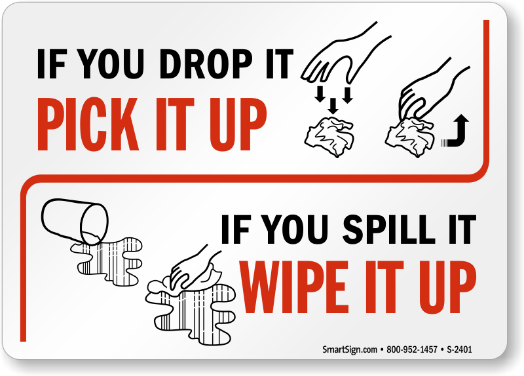 IF YOU DROP IT
PICK IT UP
IF YOU SPILL IT
WIPE IT UP
SmartSign.com • 800-952-1457 • S-2401